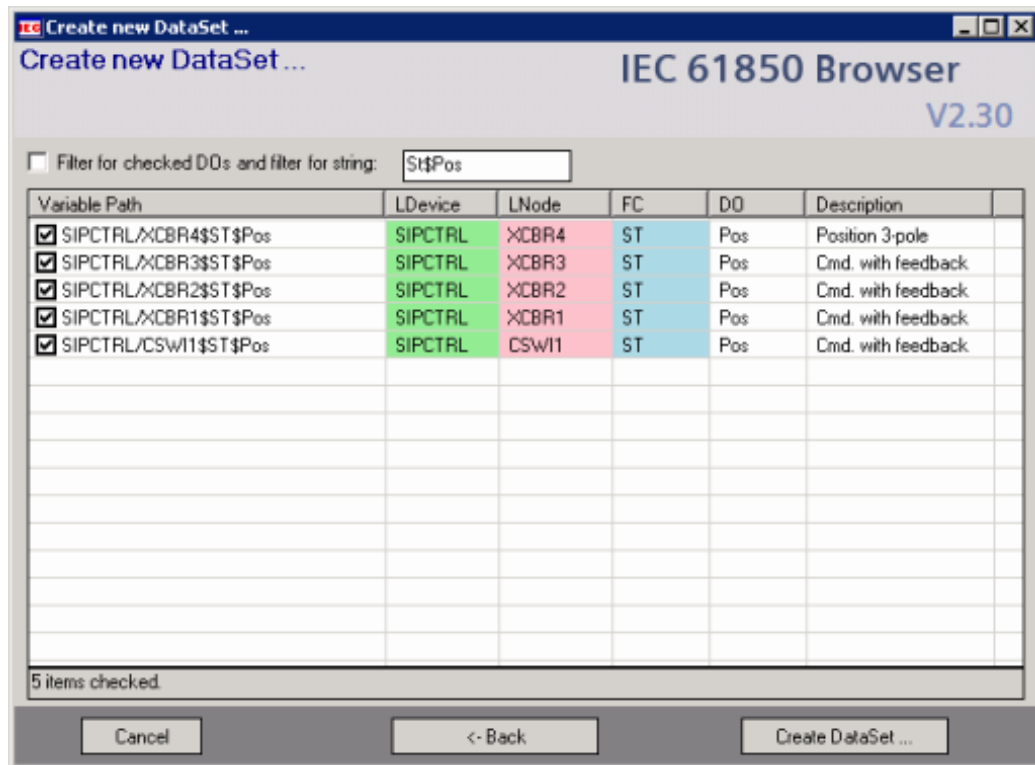 IEC Create new DataSet ...
Create new DataSet ...
IEC 61850 Browser
V2.30
Filter for checked DOs and filter for string: St$Pos
Variable Path LDevice LNode FC DO Description
SIPCTRL/XCBR4$ST$Pos SIPCTRL XCBR4 ST Pos Position 3-pole
SIPCTRL/XCBR3$ST$Pos SIPCTRL XCBR3 ST Pos Cmd. with feedback
SIPCTRL/XCBR2$ST$Pos SIPCTRL XCBR2 ST Pos Cmd. with feedback
SIPCTRL/XCBR1$ST$Pos SIPCTRL XCBR1 ST Pos Cmd. with feedback
SIPCTRL/CSWI1$ST$Pos SIPCTRL CSWI1 ST Pos Cmd. with feedback
5 items checked.
Cancel <- Back Create DataSet ...